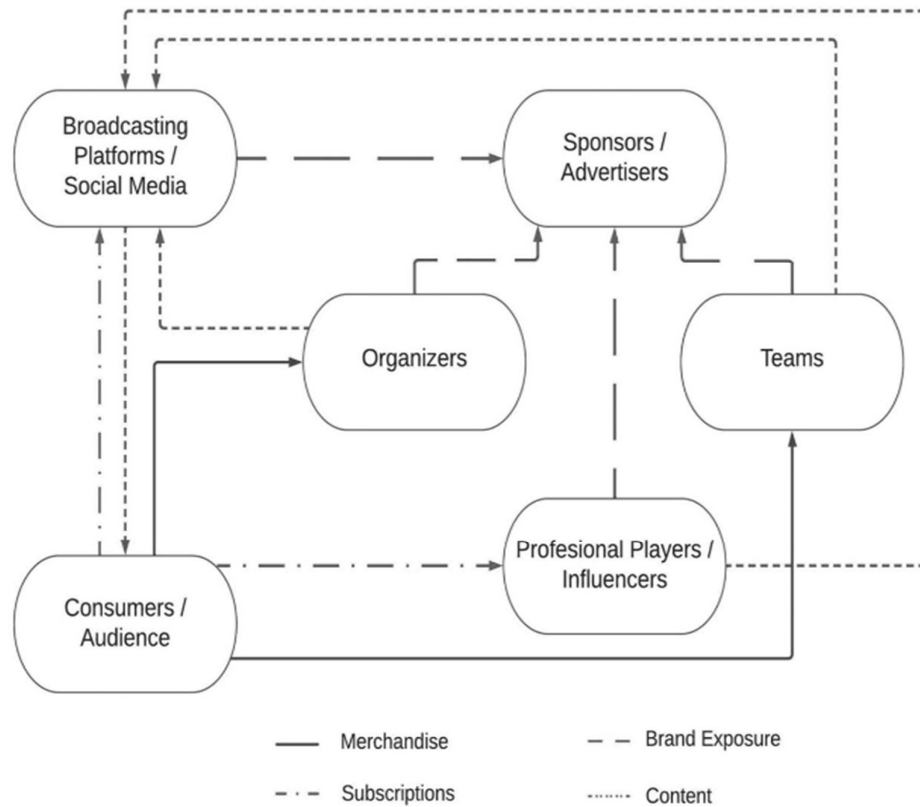 Broadcasting
Platforms /
Social Media
Sponsors /
Advertisers
Organizers
Teams
Profesional Players /
Influencers
Consumers /
Audience
Merchandise
Brand Exposure
Subscriptions
Content